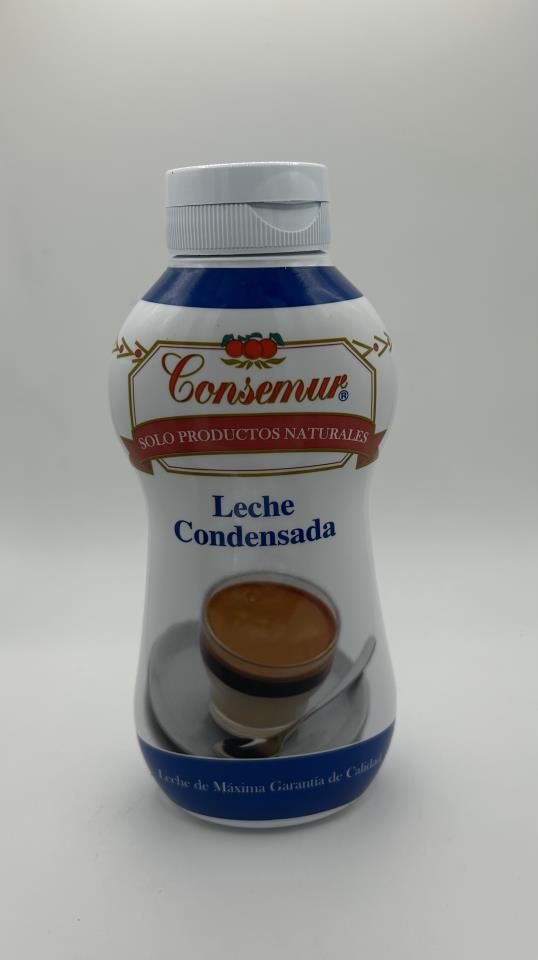 Consemur®
SOLO PRODUCTOS NATURALES
Leche
Condensada
Leche de Máxima Garantía de Calidad